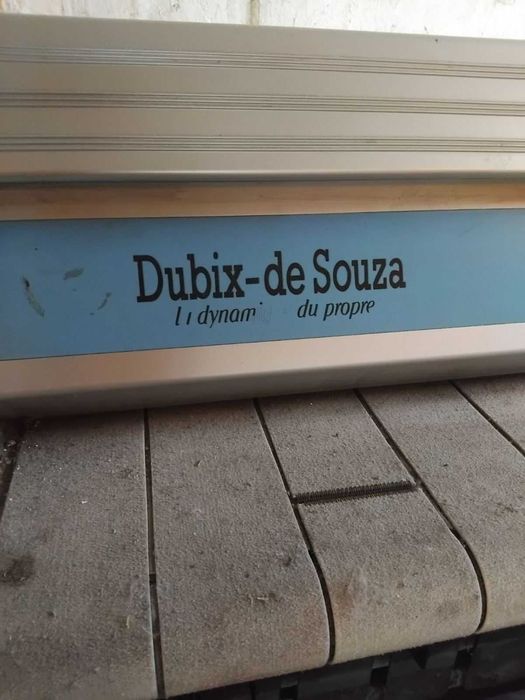 Dubix-de Souza
du propre